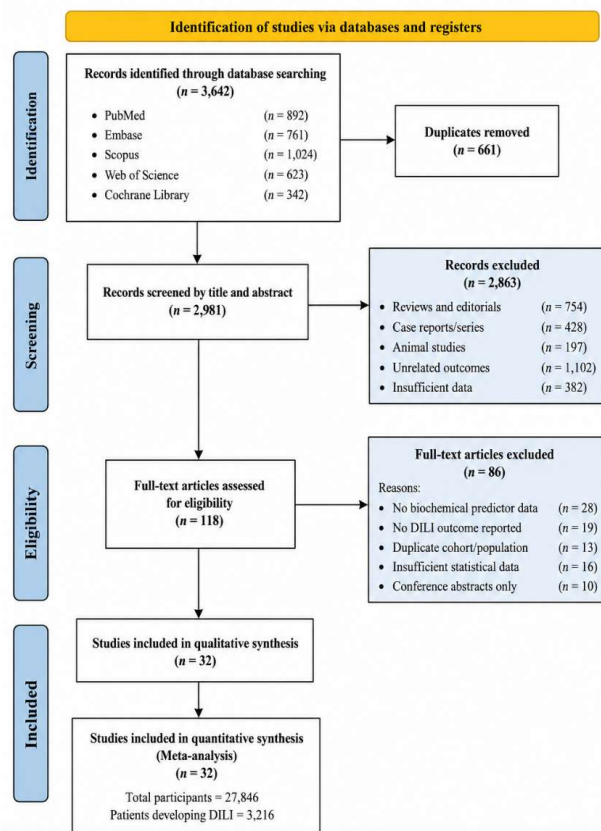 Identification of studies via databases and registers
Identification
Records identified through database searching
(n = 3,642)
• PubMed (n = 892)
• Embase (n = 761)
• Scopus (n = 1,024)
• Web of Science (n = 623)
• Cochrane Library (n = 342)
Duplicates removed
(n = 661)
Screening
Records screened by title and abstract
(n = 2,981)
Records excluded
(n = 2,863)
• Reviews and editorials (n = 754)
• Case reports/series (n = 428)
• Animal studies (n = 197)
• Unrelated outcomes (n = 1,102)
• Insufficient data (n = 382)
Eligibility
Full-text articles assessed
for eligibility
(n = 118)
Full-text articles excluded
(n = 86)
Reasons:
• No biochemical predictor data (n = 28)
• No DILI outcome reported (n = 19)
• Duplicate cohort/population (n = 13)
• Insufficient statistical data (n = 16)
• Conference abstracts only (n = 10)
Included
Studies included in qualitative synthesis
(n = 32)
Studies included in quantitative synthesis
(Meta-analysis)
(n = 32)
Total participants = 27,846
Patients developing DILI = 3,216